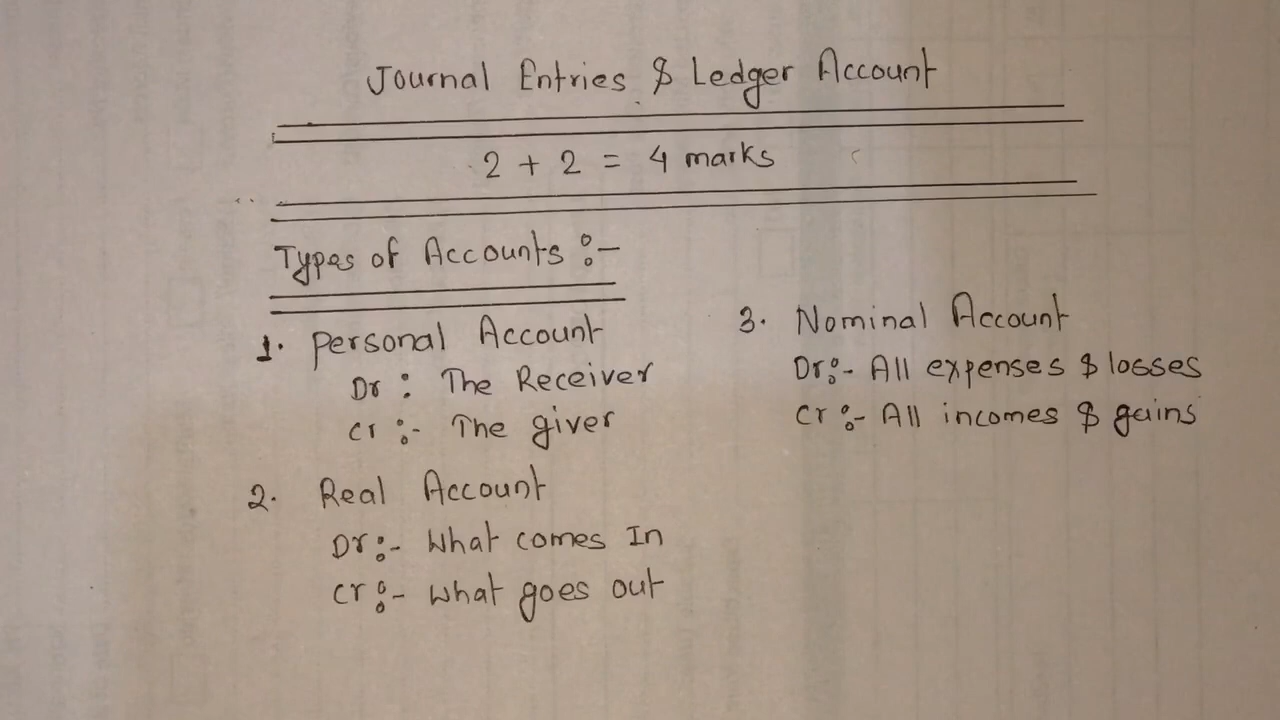 Journal Entries & Ledger Account
2 + 2 = 4 marks
Types of Accounts :-
1. Personal Account
Dr : The Receiver
Cr :- The giver
2. Real Account
Dr :- What comes In
Cr :- What goes out
3. Nominal Account
Dr :- All expenses & losses
Cr :- All incomes & gains